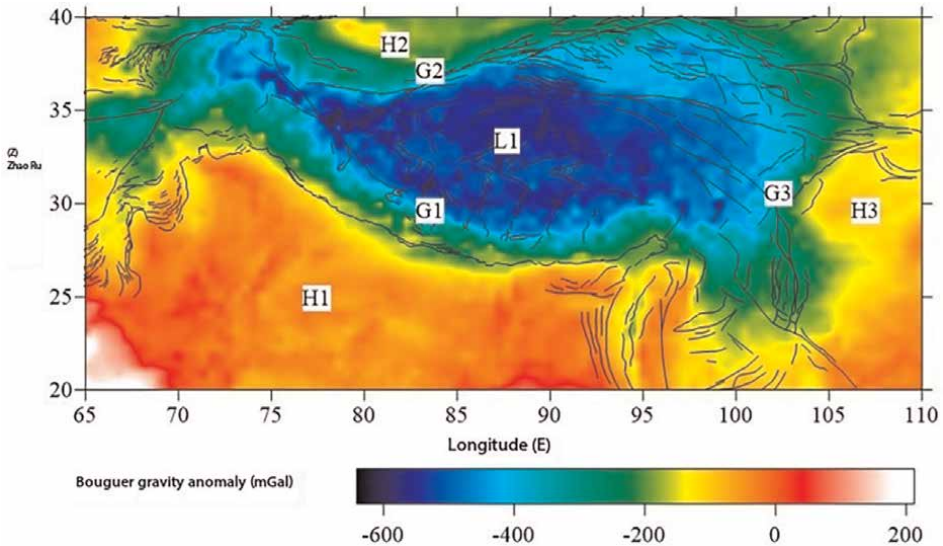 40
H2
G2
35
L1
(Z)
Zhao Ru
30
G1
G3
H3
25
H1
20
65 70 75 80 85 90 95 100 105 110
Longitude (E)
Bouguer gravity anomaly (mGal)
-600 -400 -200 0 200